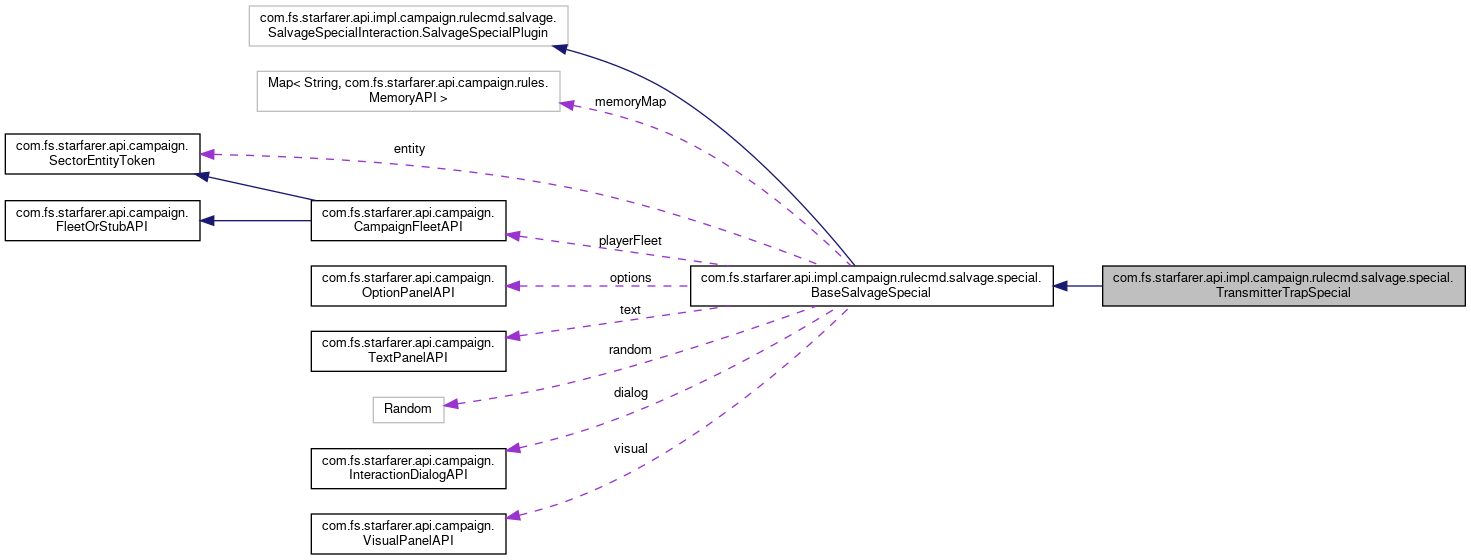 com.fs.starfarer.api.impl.campaign.rulecmd.salvage.
SalvageSpecialInteraction.SalvageSpecialPlugin
Map< String, com.fs.starfarer.api.campaign.rules.
MemoryAPI >
memoryMap
com.fs.starfarer.api.campaign.
SectorEntityToken
entity
com.fs.starfarer.api.campaign.
FleetOrStubAPI
com.fs.starfarer.api.campaign.
CampaignFleetAPI
playerFleet
com.fs.starfarer.api.campaign.
OptionPanelAPI
options
com.fs.starfarer.api.impl.campaign.rulecmd.salvage.special.
BaseSalvageSpecial
com.fs.starfarer.api.impl.campaign.rulecmd.salvage.special.
TransmitterTrapSpecial
text
com.fs.starfarer.api.campaign.
TextPanelAPI
random
Random
dialog
com.fs.starfarer.api.campaign.
InteractionDialogAPI
visual
com.fs.starfarer.api.campaign.
VisualPanelAPI